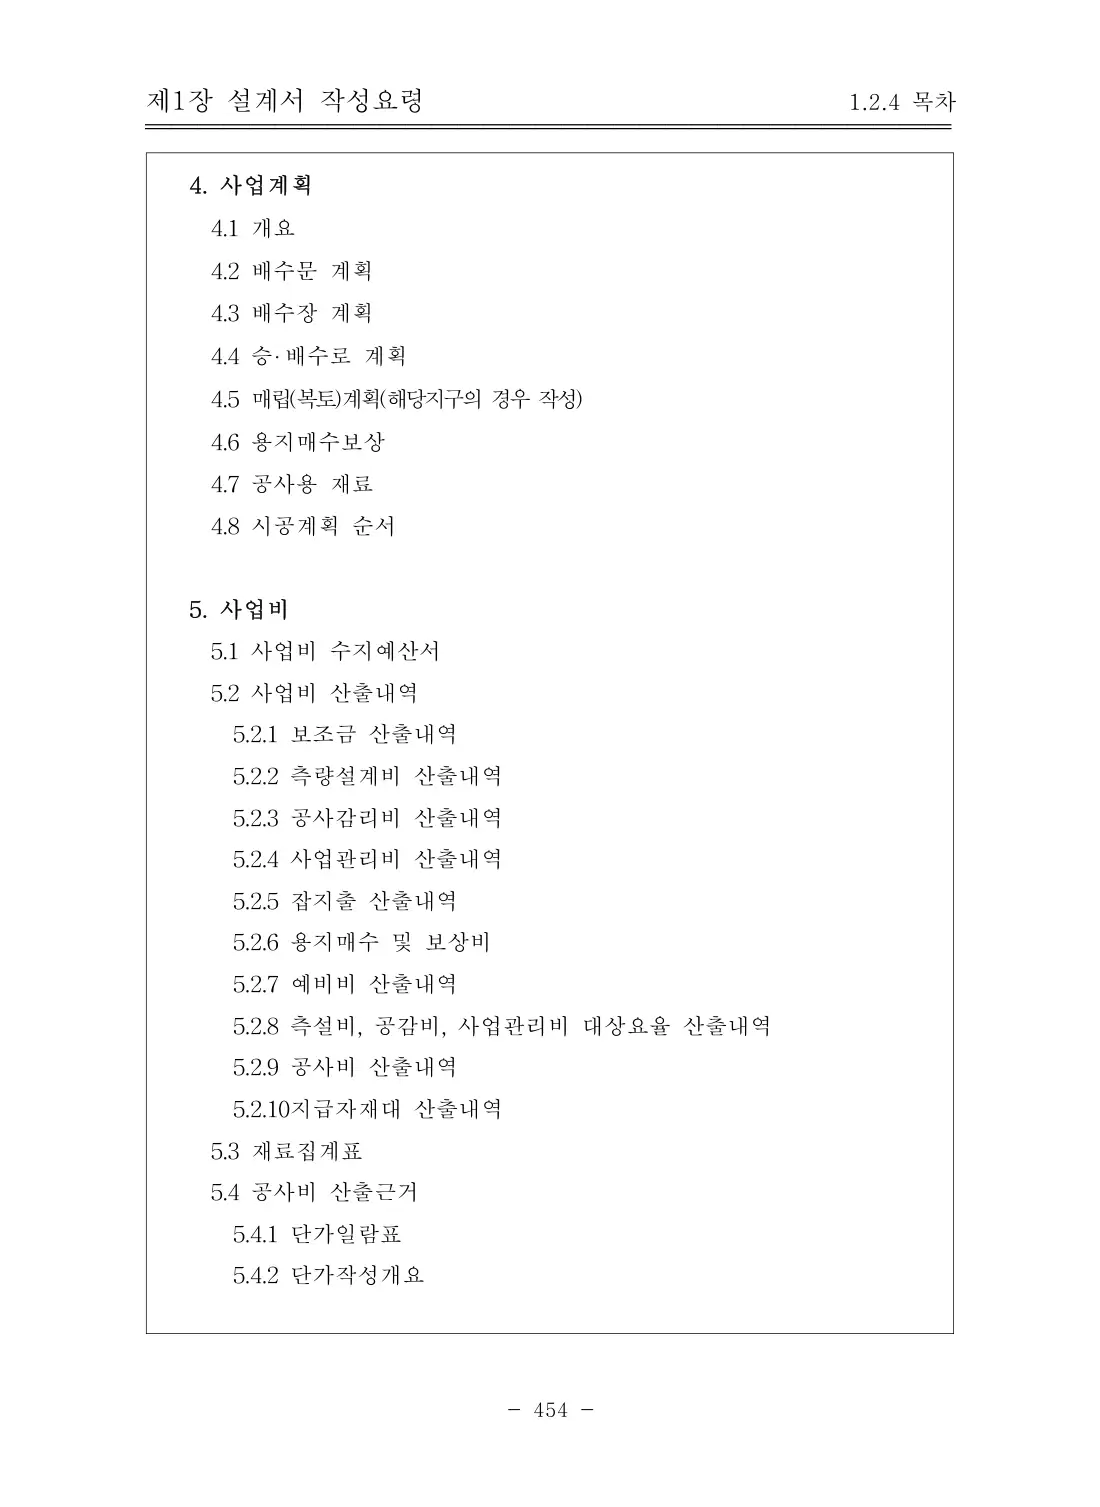 제1장 설계서 작성요령
1.2.4 목차
4. 사업계획
4.1 개요
4.2 배수문 계획
4.3 배수장 계획
4.4 승·배수로 계획
4.5 매립(복토)계획(해당지구의 경우 작성)
4.6 용지매수보상
4.7 공사용 재료
4.8 시공계획 순서
5. 사업비
5.1 사업비 수지예산서
5.2 사업비 산출내역
5.2.1 보조금 산출내역
5.2.2 측량설계비 산출내역
5.2.3 공사감리비 산출내역
5.2.4 사업관리비 산출내역
5.2.5 잡지출 산출내역
5.2.6 용지매수 및 보상비
5.2.7 예비비 산출내역
5.2.8 측설비, 공감비, 사업관리비 대상요율 산출내역
5.2.9 공사비 산출내역
5.2.10지급자재대 산출내역
5.3 재료집계표
5.4 공사비 산출근거
5.4.1 단가일람표
5.4.2 단가작성개요
- 454 -